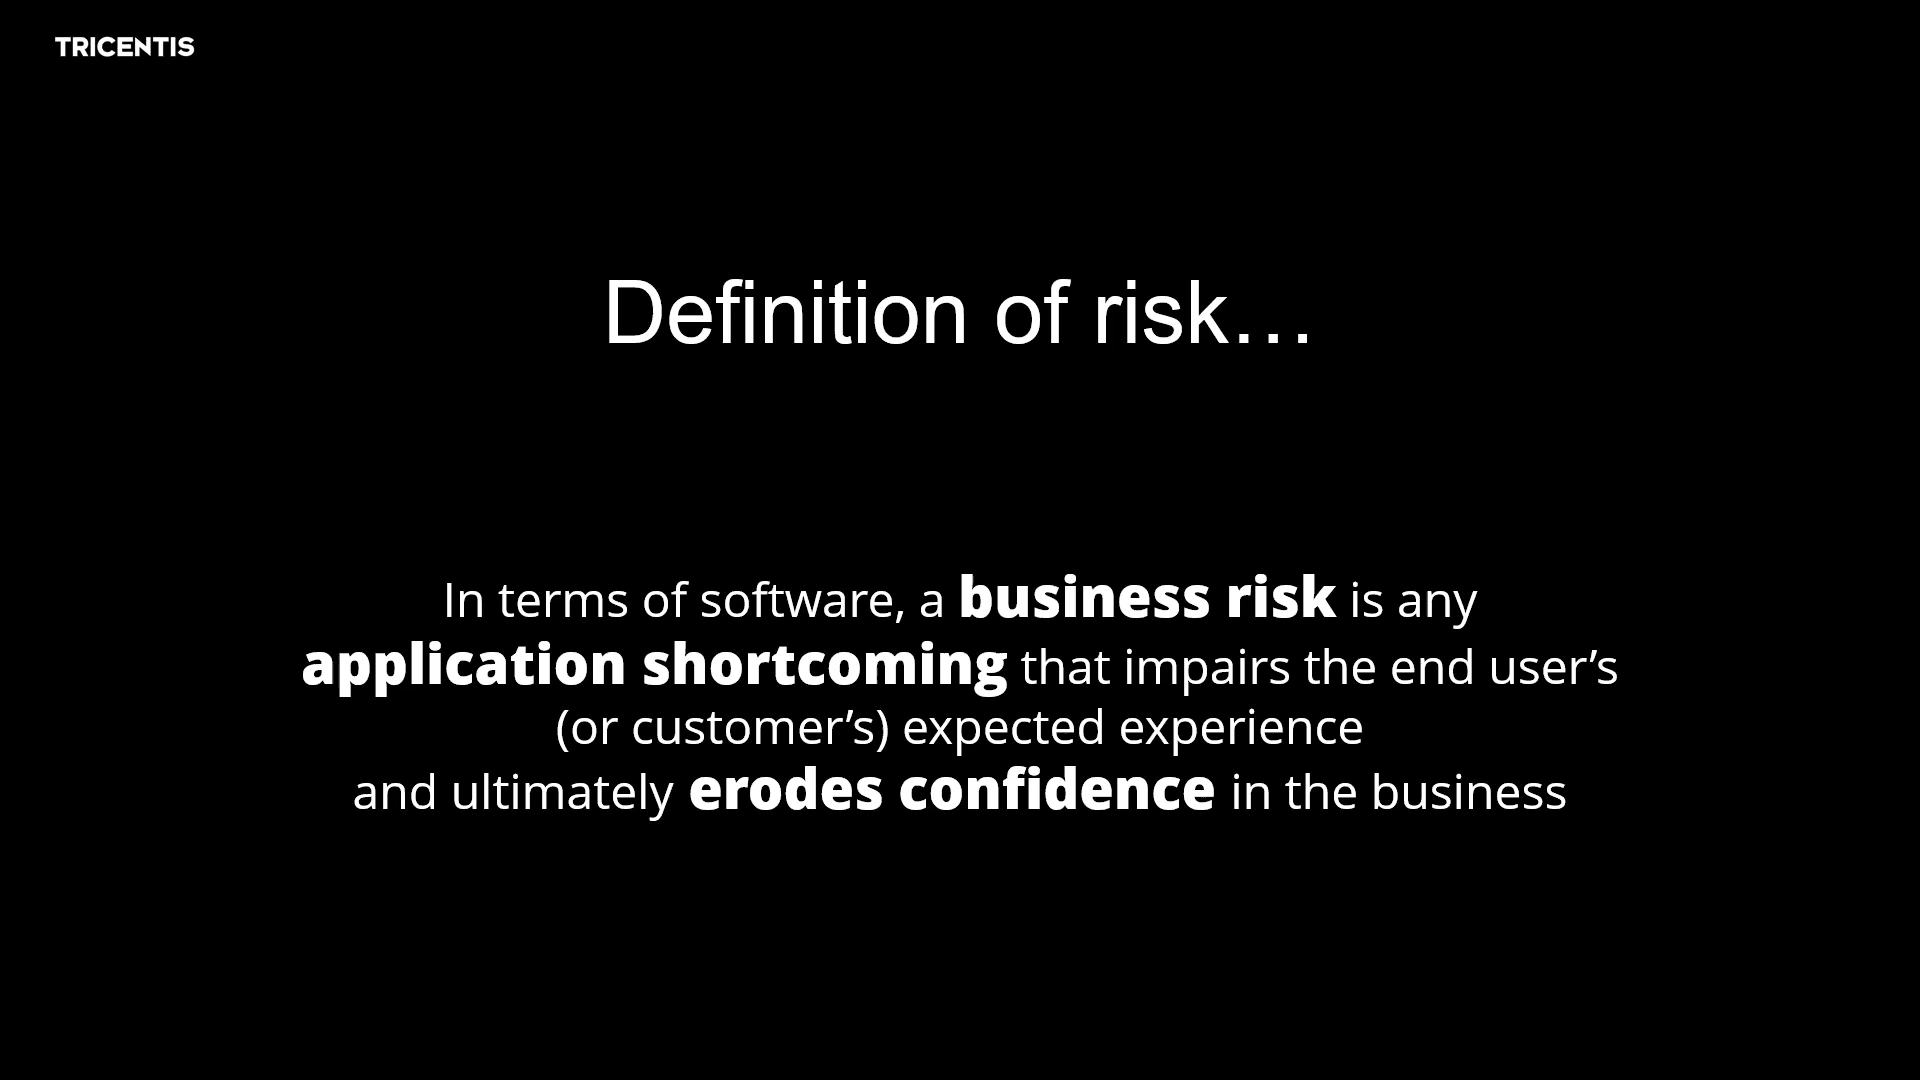 TRICENTIS
Definition of risk…
In terms of software, a business risk is any
application shortcoming that impairs the end user’s
(or customer’s) expected experience
and ultimately erodes confidence in the business